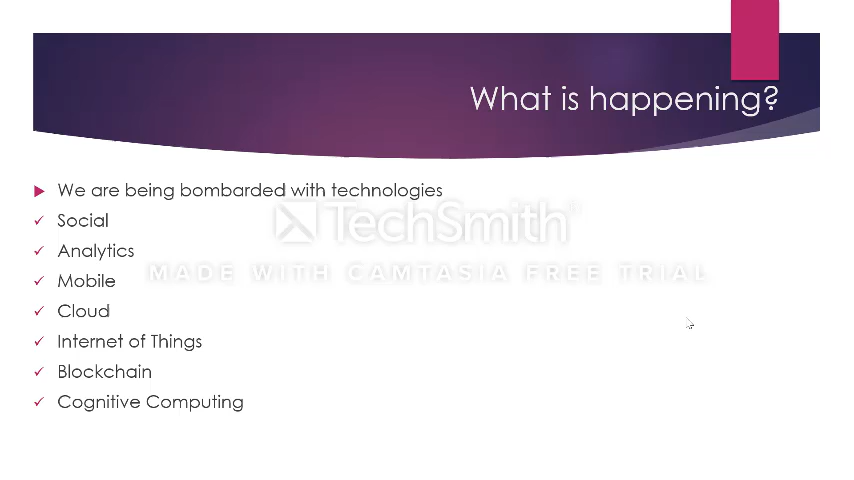 What is happening?
We are being bombarded with technologies
Social
TechSmith
Analytics
MADE WITH CAMTASIA FREE TRIAL
Mobile
Cloud
Internet of Things
Blockchain
Cognitive Computing